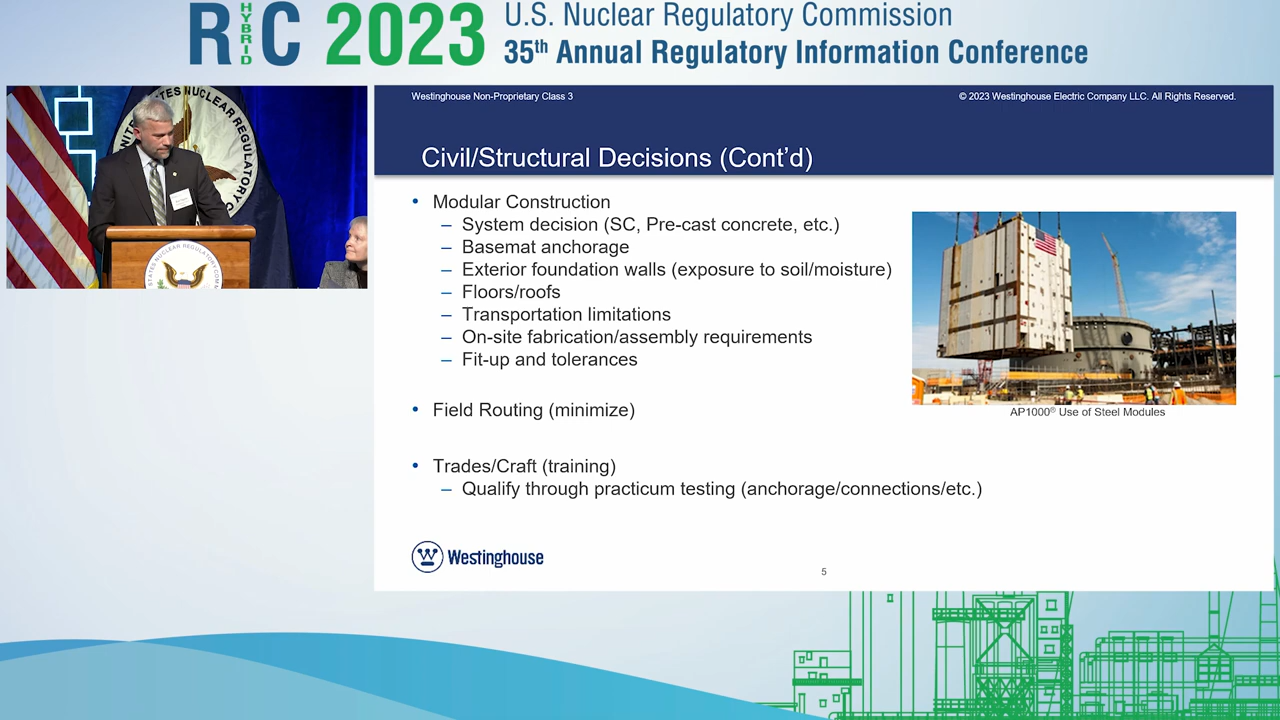 RIC 2023
HYBRID
U.S. Nuclear Regulatory Commission
35th Annual Regulatory Information Conference
Westinghouse Non-Proprietary Class 3
© 2023 Westinghouse Electric Company LLC. All Rights Reserved.
Civil/Structural Decisions (Cont'd)
• Modular Construction
– System decision (SC, Pre-cast concrete, etc.)
– Basemat anchorage
– Exterior foundation walls (exposure to soil/moisture)
– Floors/roofs
– Transportation limitations
– On-site fabrication/assembly requirements
– Fit-up and tolerances
• Field Routing (minimize)
• Trades/Craft (training)
– Qualify through practicum testing (anchorage/connections/etc.)
AP1000® Use of Steel Modules
W Westinghouse
5